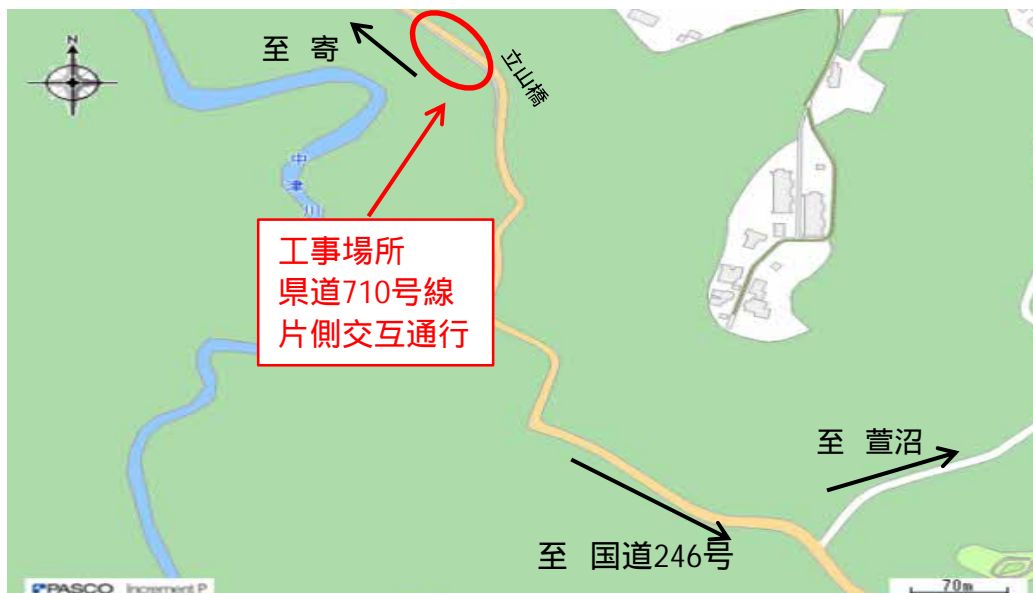 N
至 寄
立山橋
中津川
工事場所
県道710号線
片側交互通行
至 萱沼
至 国道246号
PASCO Increment P
70m